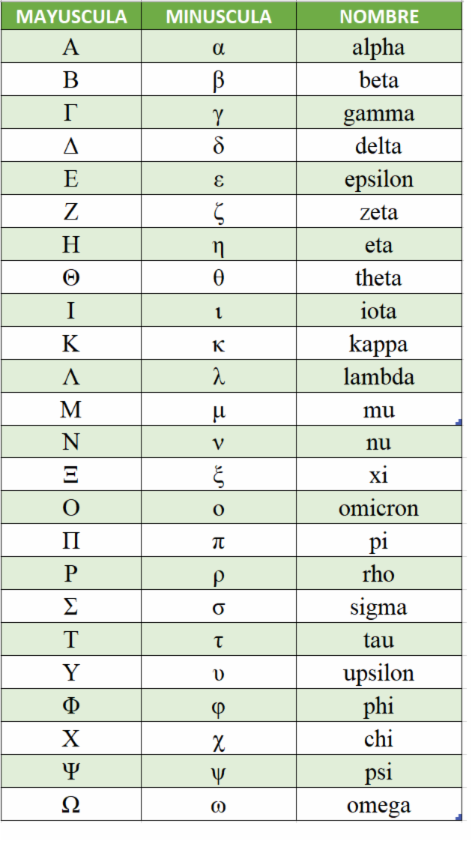 MAYUSCULA MINUSCULA NOMBRE
Α α alpha
Β β beta
Γ γ gamma
Δ δ delta
Ε ε epsilon
Ζ ζ zeta
Η η eta
Θ θ theta
Ι ι iota
Κ κ kappa
Λ λ lambda
Μ μ mu
Ν ν nu
Ξ ξ xi
Ο ο omicron
Π π pi
Ρ ρ rho
Σ σ sigma
Τ τ tau
Υ υ upsilon
Φ φ phi
Χ χ chi
Ψ ψ psi
Ω ω omega